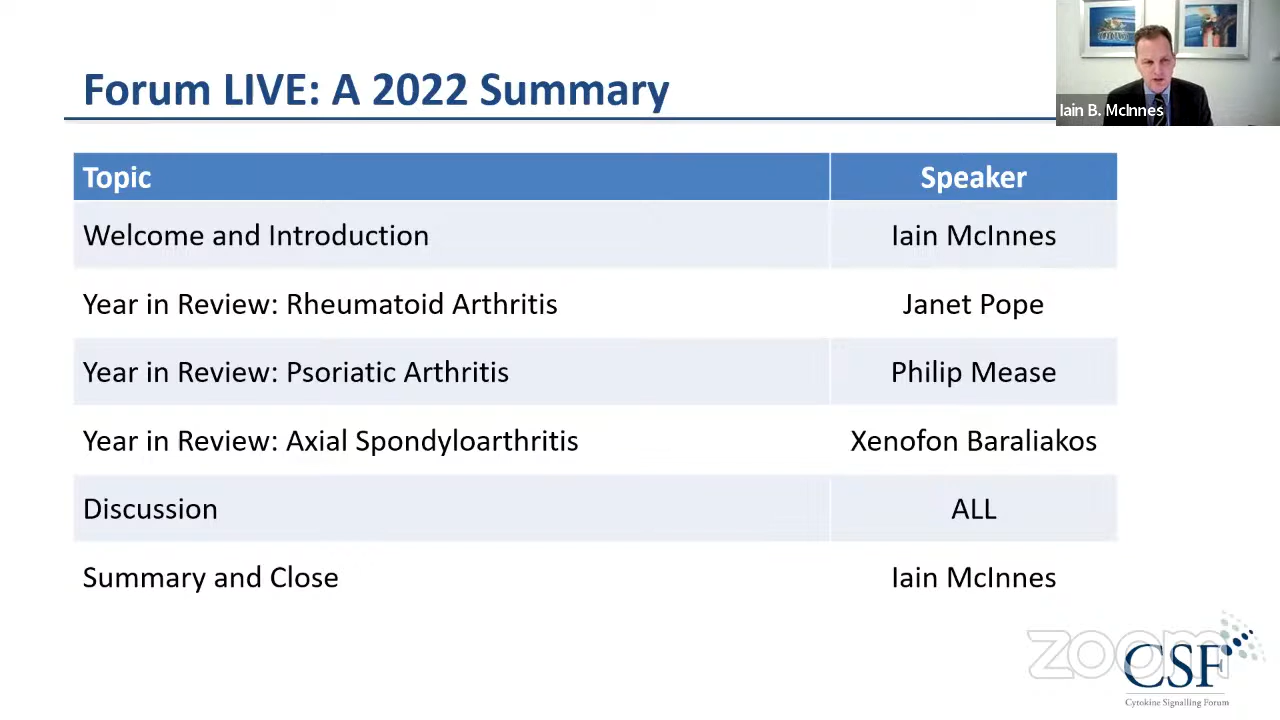 Forum LIVE: A 2022 Summary
Iain B. McInnes
Topic Speaker
Welcome and Introduction Iain McInnes
Year in Review: Rheumatoid Arthritis Janet Pope
Year in Review: Psoriatic Arthritis Philip Mease
Year in Review: Axial Spondyloarthritis Xenofon Baraliakos
Discussion ALL
Summary and Close Iain McInnes
zoom
CSF
Cytokine Signalling Forum